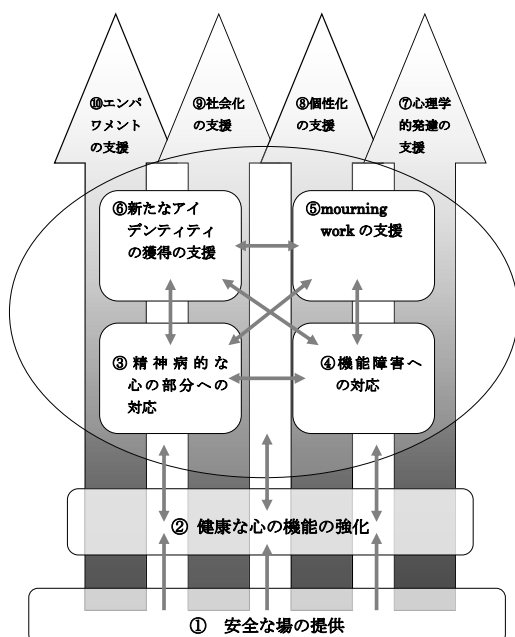 ⑩エンパ
ワメント
の支援
⑨社会化
の支援
⑧個性化
の支援
⑦心理学
的発達の
支援
⑥新たなアイ
デンティティ
の獲得の支援
⑤mourning
work の支援
③精神病的な
心の部分への
対応
④機能障害へ
の対応
② 健康な心の機能の強化
① 安全な場の提供